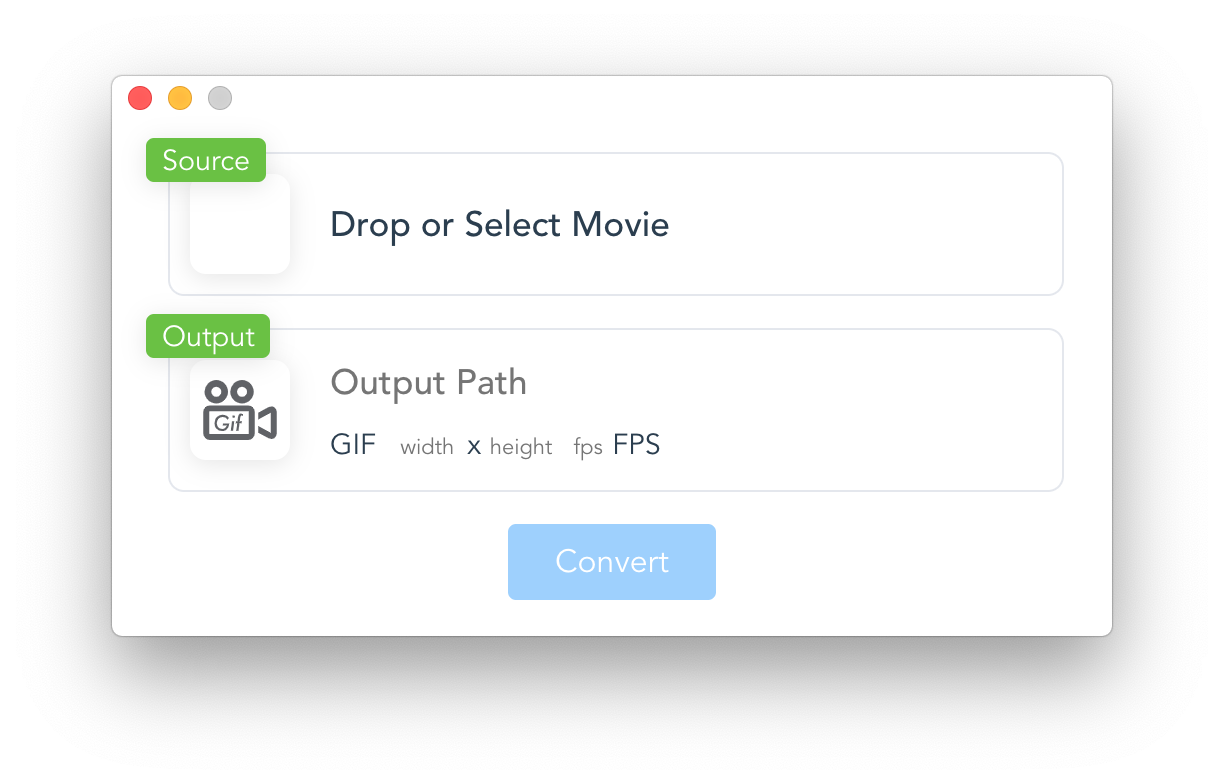 Source
Drop or Select Movie
Output
Output Path
Gif
GIF width x height fps FPS
Convert